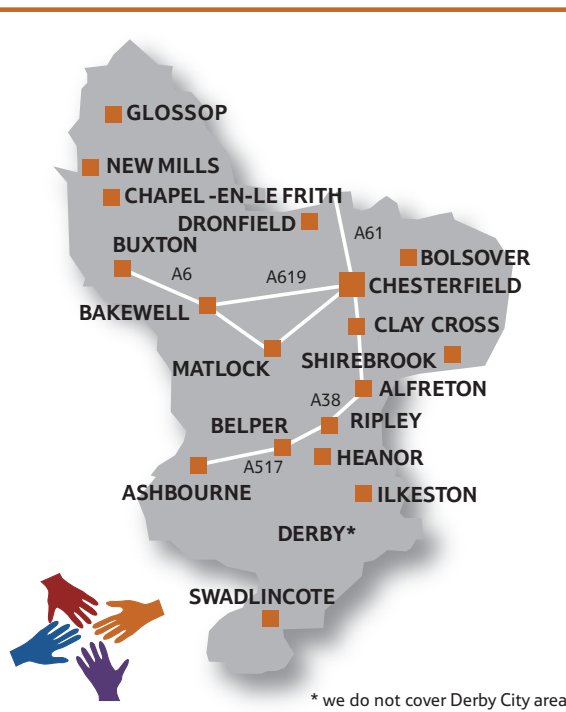 GLOSSOP
NEW MILLS
CHAPEL -EN-LE FRITH
DRONFIELD
A61
BUXTON
BOLSOVER
A6
A619
CHESTERFIELD
BAKEWELL
CLAY CROSS
SHIREBROOK
MATLOCK
ALFRETON
A38
RIPLEY
BELPER
HEANOR
A517
ASHBOURNE
ILKESTON
DERBY*
SWADLINCOTE
* we do not cover Derby City area